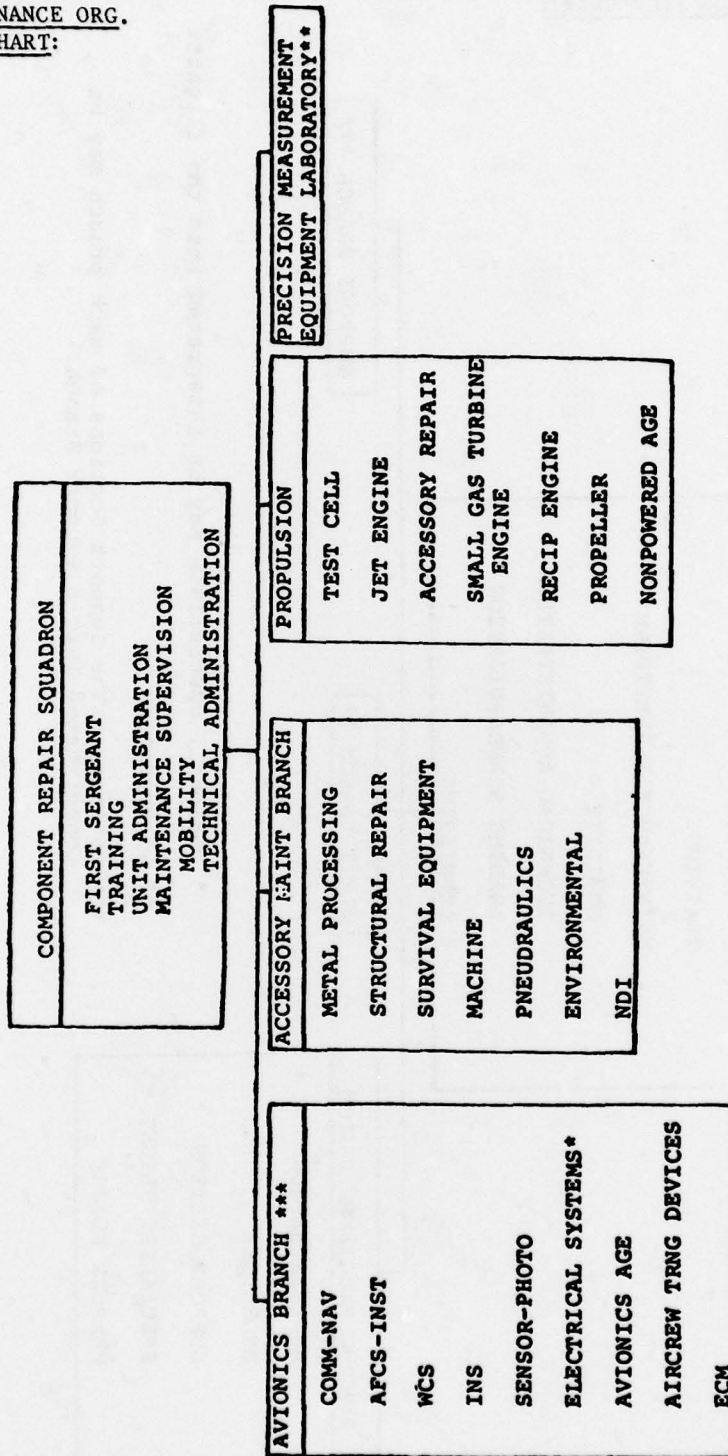 NANCE ORG.
HART:
COMPONENT REPAIR SQUADRON
FIRST SERGEANT
TRAINING
UNIT ADMINISTRATION
MAINTENANCE SUPERVISION
MOBILITY
TECHNICAL ADMINISTRATION
AVIONICS BRANCH ***
COMM-NAV
AFCS-INST
WCS
INS
SENSOR-PHOTO
ELECTRICAL SYSTEMS*
AVIONICS AGE
AIRCREW TRNG DEVICES
ECM
ACCESSORY MAINT BRANCH
METAL PROCESSING
STRUCTURAL REPAIR
SURVIVAL EQUIPMENT
MACHINE
PNEUDRAULICS
ENVIRONMENTAL
NDI
PROPULSION
TEST CELL
JET ENGINE
ACCESSORY REPAIR
SMALL GAS TURBINE
ENGINE
RECIP ENGINE
PROPELLER
NONPOWERED AGE
PRECISION MEASUREMENT
EQUIPMENT LABORATORY**